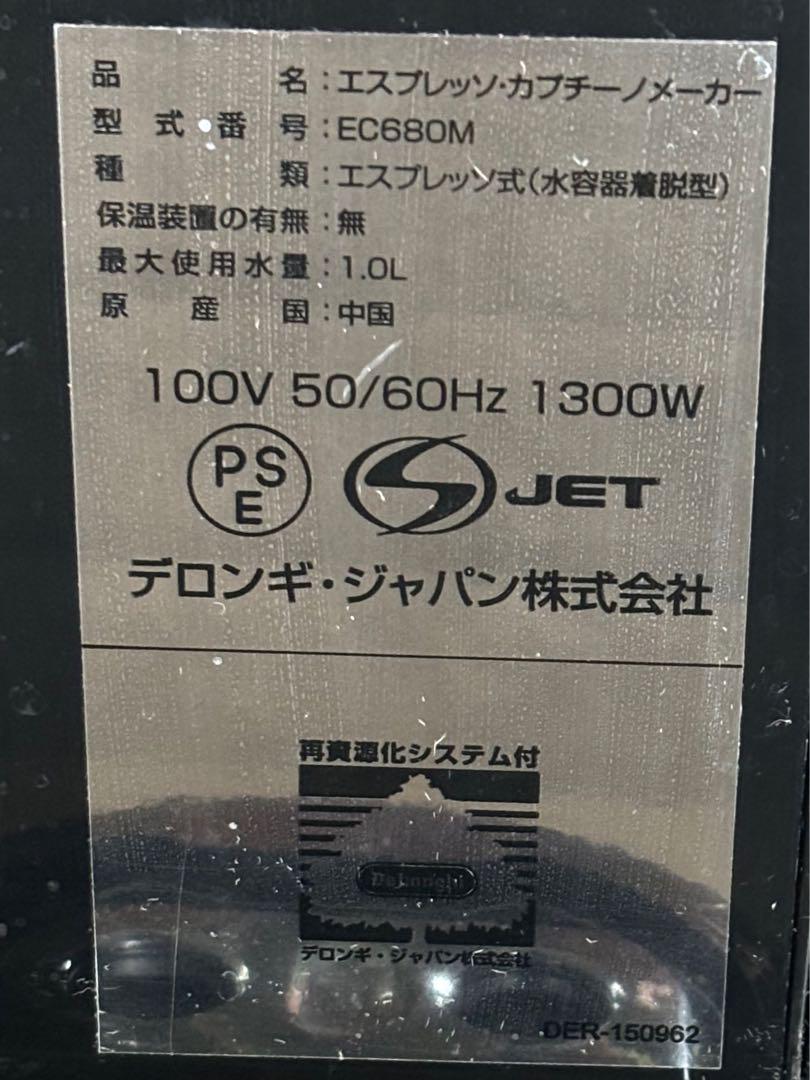 品名:エスプレッソ・カプチーノメーカー
型式番号:EC680M
種類:エスプレッソ式(水容器着脱型)
保温装置の有無:無
最大使用水量:1.0L
原産国:中国
100V 50/60Hz 1300W
PSE
S JET
デロンギ・ジャパン株式会社
再資源化システム付
DeLonghi
デロンギ・ジャパン株式会社
DER-150962